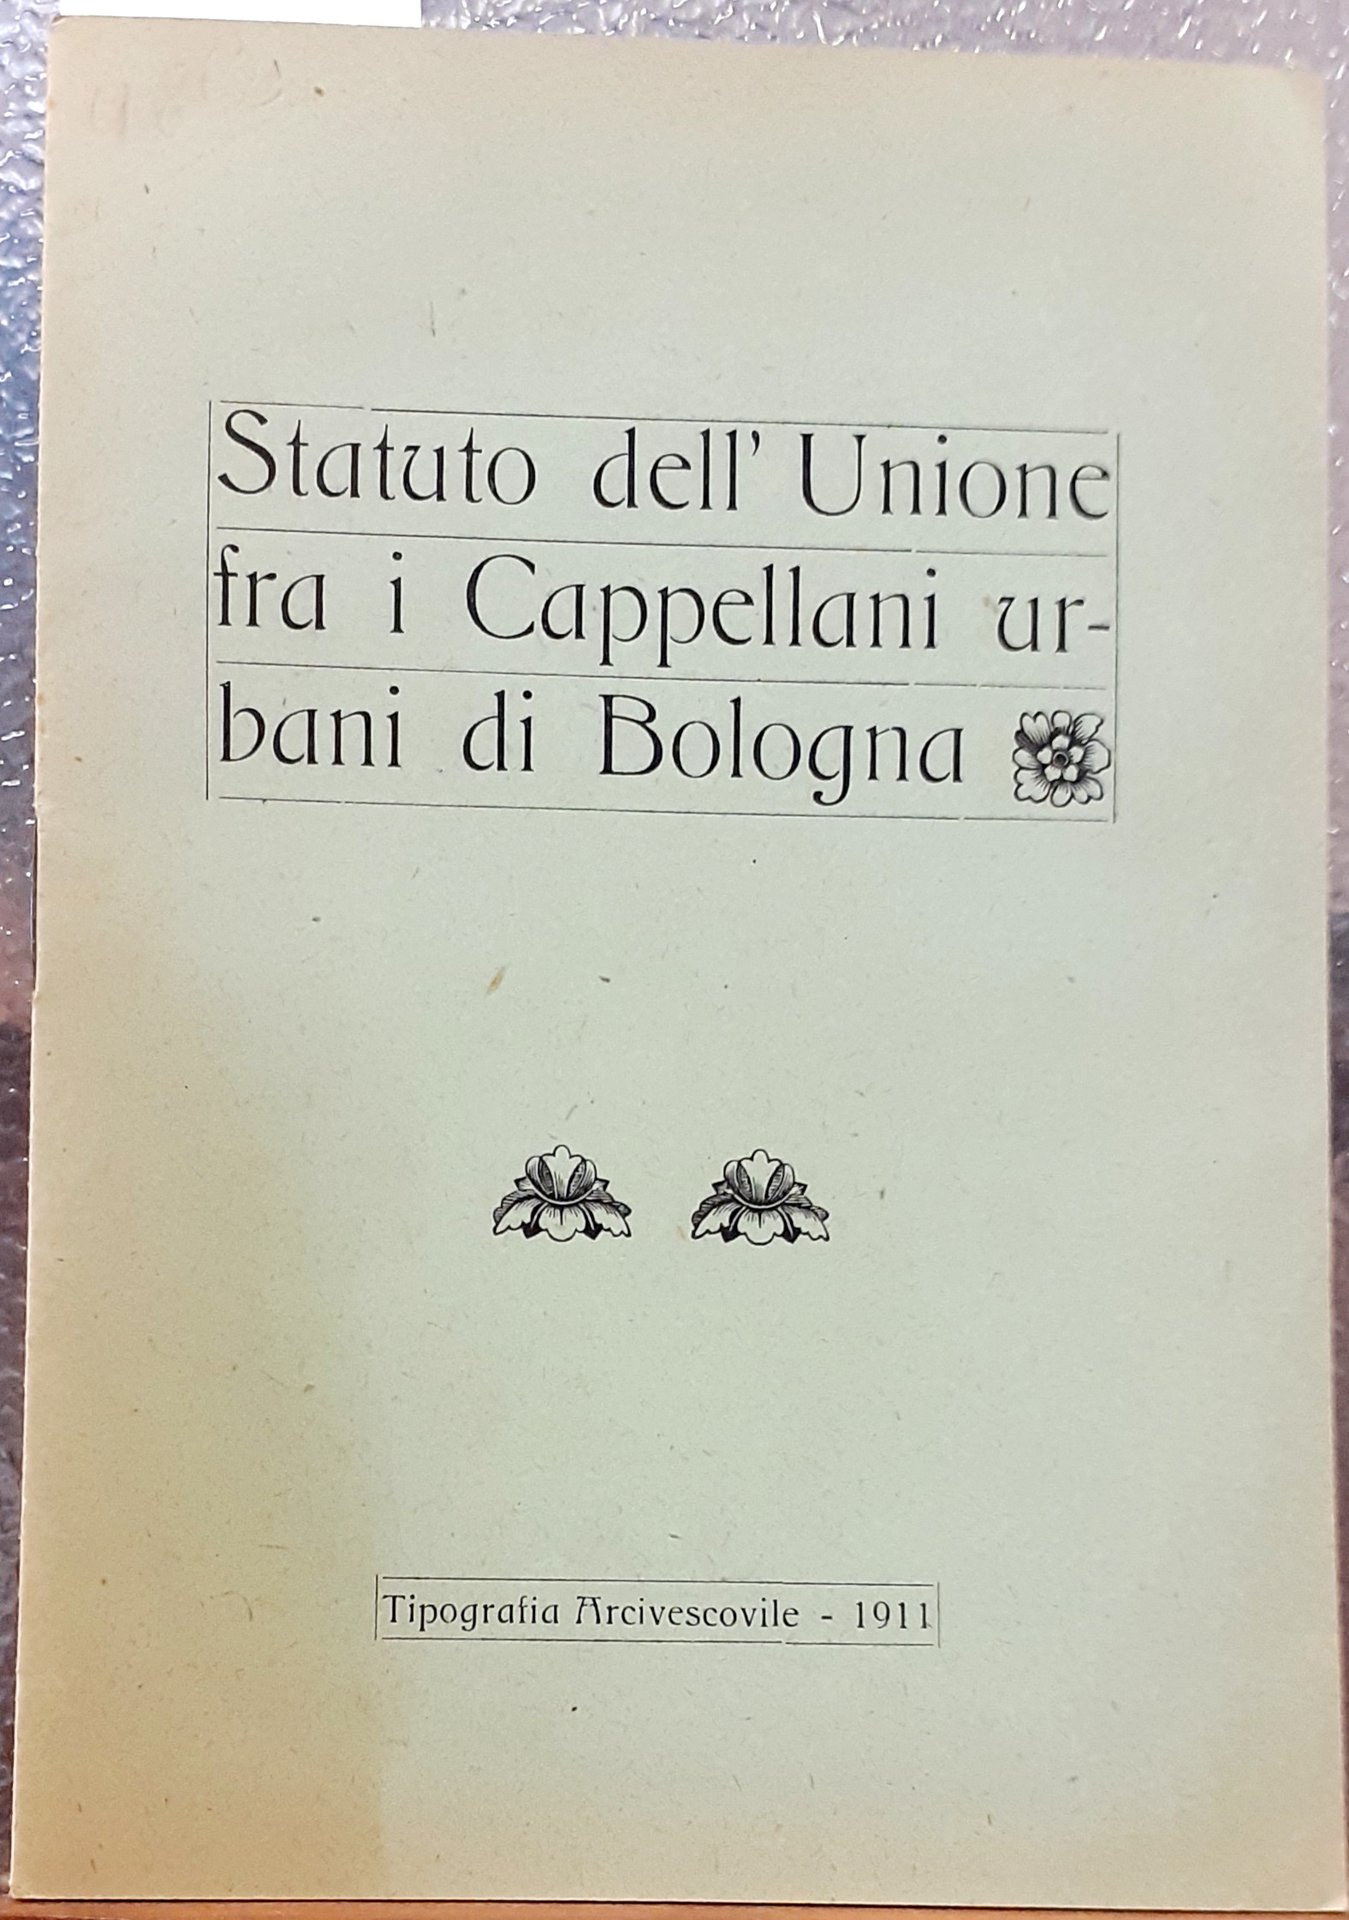 Statuto dell' Unione
fra i Cappellani ur-
bani di Bologna
Tipografia Arcivescovile - 1911